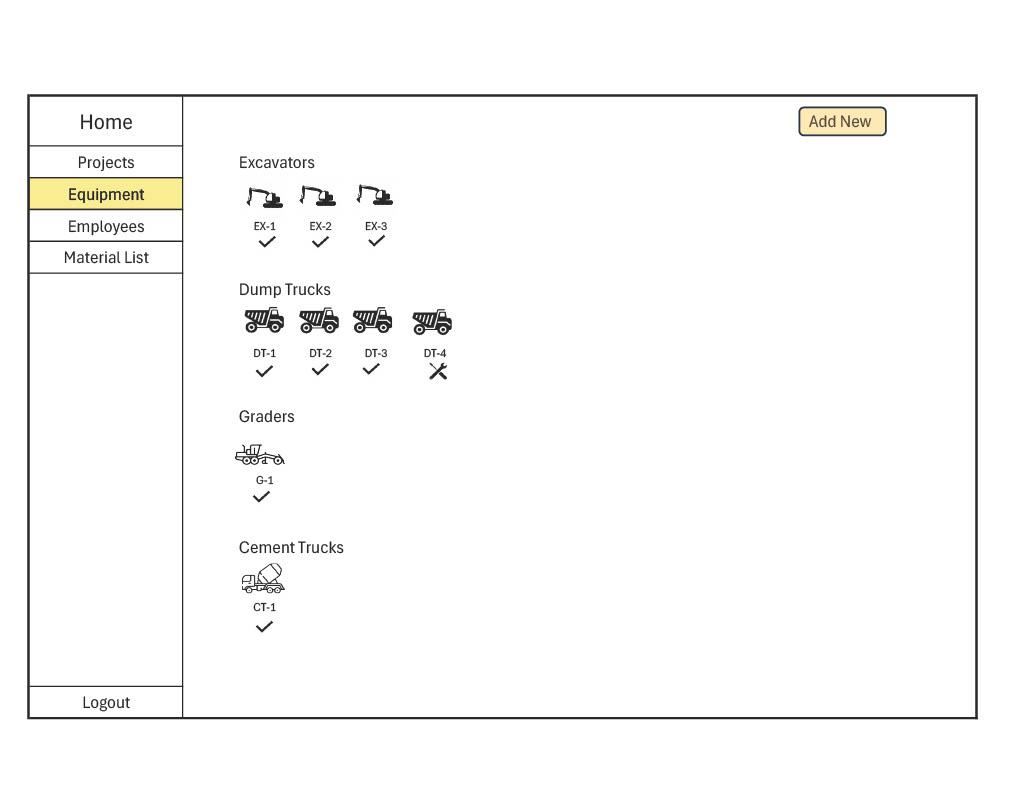 Home
Add New
Projects
Equipment
Employees
Material List
Logout
Excavators
EX-1 EX-2 EX-3
Dump Trucks
DT-1 DT-2 DT-3 DT-4
Graders
G-1
Cement Trucks
CT-1